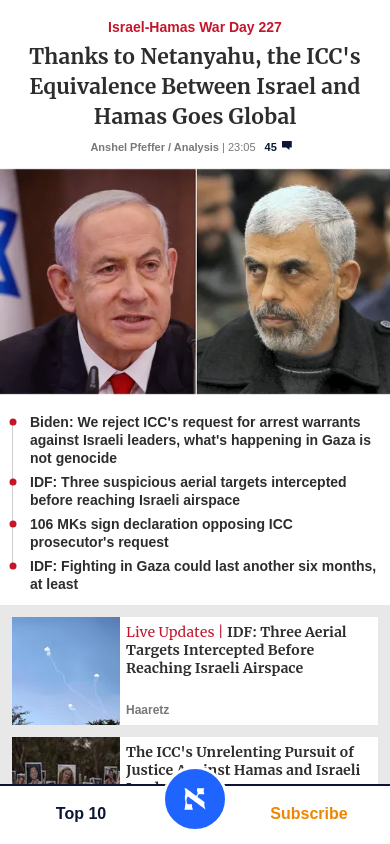 Israel-Hamas War Day 227
Thanks to Netanyahu, the ICC's
Equivalence Between Israel and
Hamas Goes Global
Anshel Pfeffer / Analysis | 23:05 45
Biden: We reject ICC's request for arrest warrants
against Israeli leaders, what's happening in Gaza is
not genocide
IDF: Three suspicious aerial targets intercepted
before reaching Israeli airspace
106 MKs sign declaration opposing ICC
prosecutor's request
IDF: Fighting in Gaza could last another six months,
at least
Live Updates | IDF: Three Aerial
Targets Intercepted Before
Reaching Israeli Airspace
Haaretz
The ICC's Unrelenting Pursuit of
Justice Against Hamas and Israeli
Top 10
Subscribe